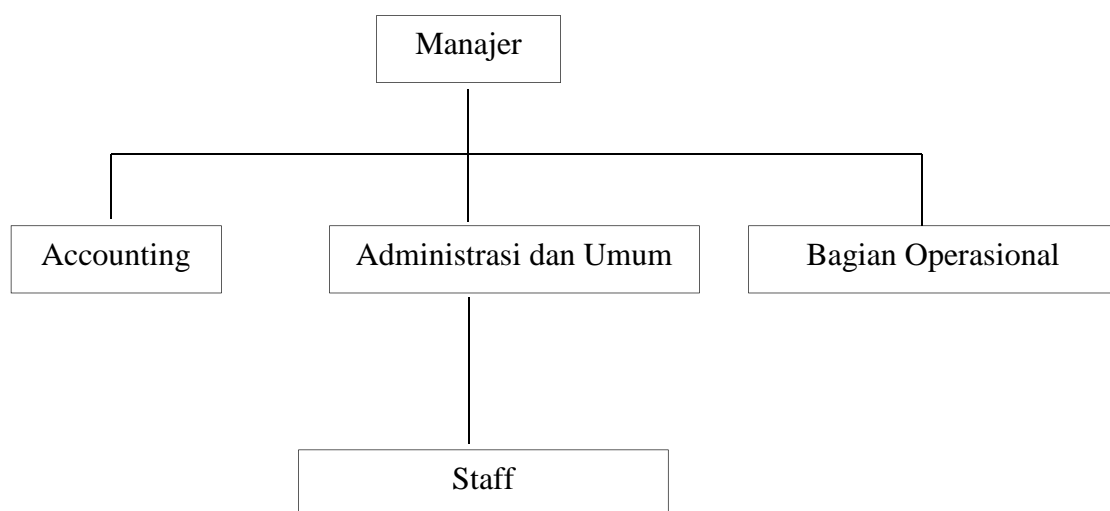 Manajer
Accounting
Administrasi dan Umum
Bagian Operasional
Staff